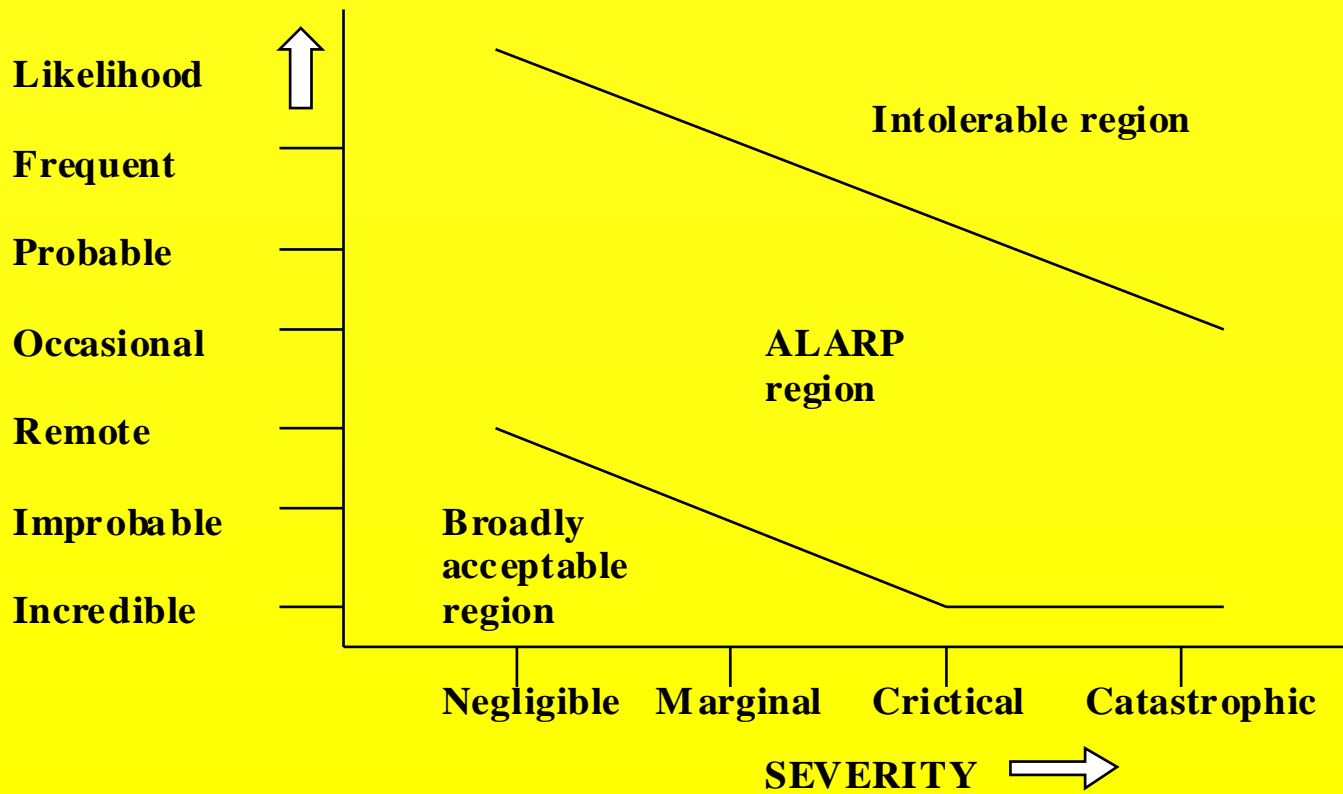 Likelihood
Intolerable region
Frequent
Probable
Occasional
ALARP
region
Remote
Improbable
Broadly
acceptable
region
Incredible
Negligible
Marginal
Crictical
Catastrophic
SEVERITY